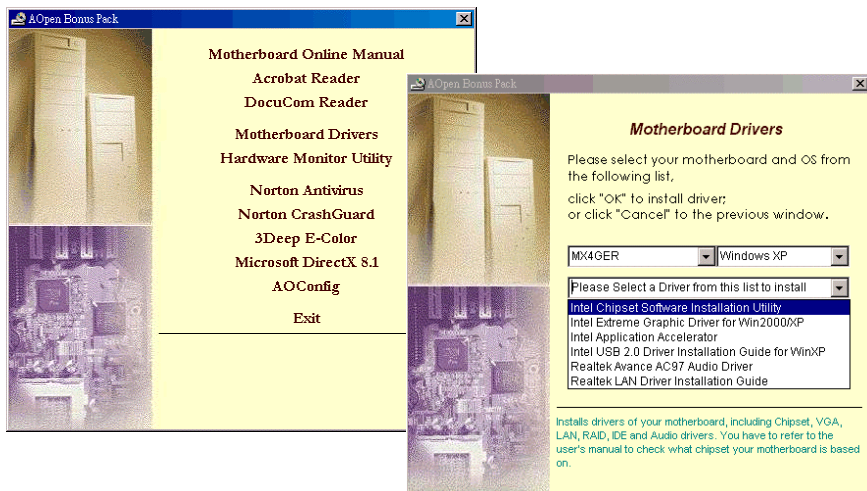 AOpen Bonus Pack
Motherboard Online Manual
Acrobat Reader
DocuCom Reader
Motherboard Drivers
Hardware Monitor Utility
Norton Antivirus
Norton CrashGuard
3Deep E-Color
Microsoft DirectX 8.1
AOConfig
Exit
AOpen Bonus Pack
Motherboard Drivers
Please select your motherboard and OS from
the following list,
click "OK" to install driver;
or click "Cancel" to the previous window.
MX4GER
Windows XP
Please Select a Driver from this list to install
Intel Chipset Software Installation Utility
Intel Extreme Graphic Driver for Win2000/XP
Intel Application Accelerator
Intel USB 2.0 Driver Installation Guide for WinXP
Realtek Avance AC97 Audio Driver
Realtek LAN Driver Installation Guide
Installs drivers of your motherboard, including Chipset, VGA,
LAN, RAID, IDE and Audio drivers. You have to refer to the
user's manual to check what chipset your motherboard is based
on.